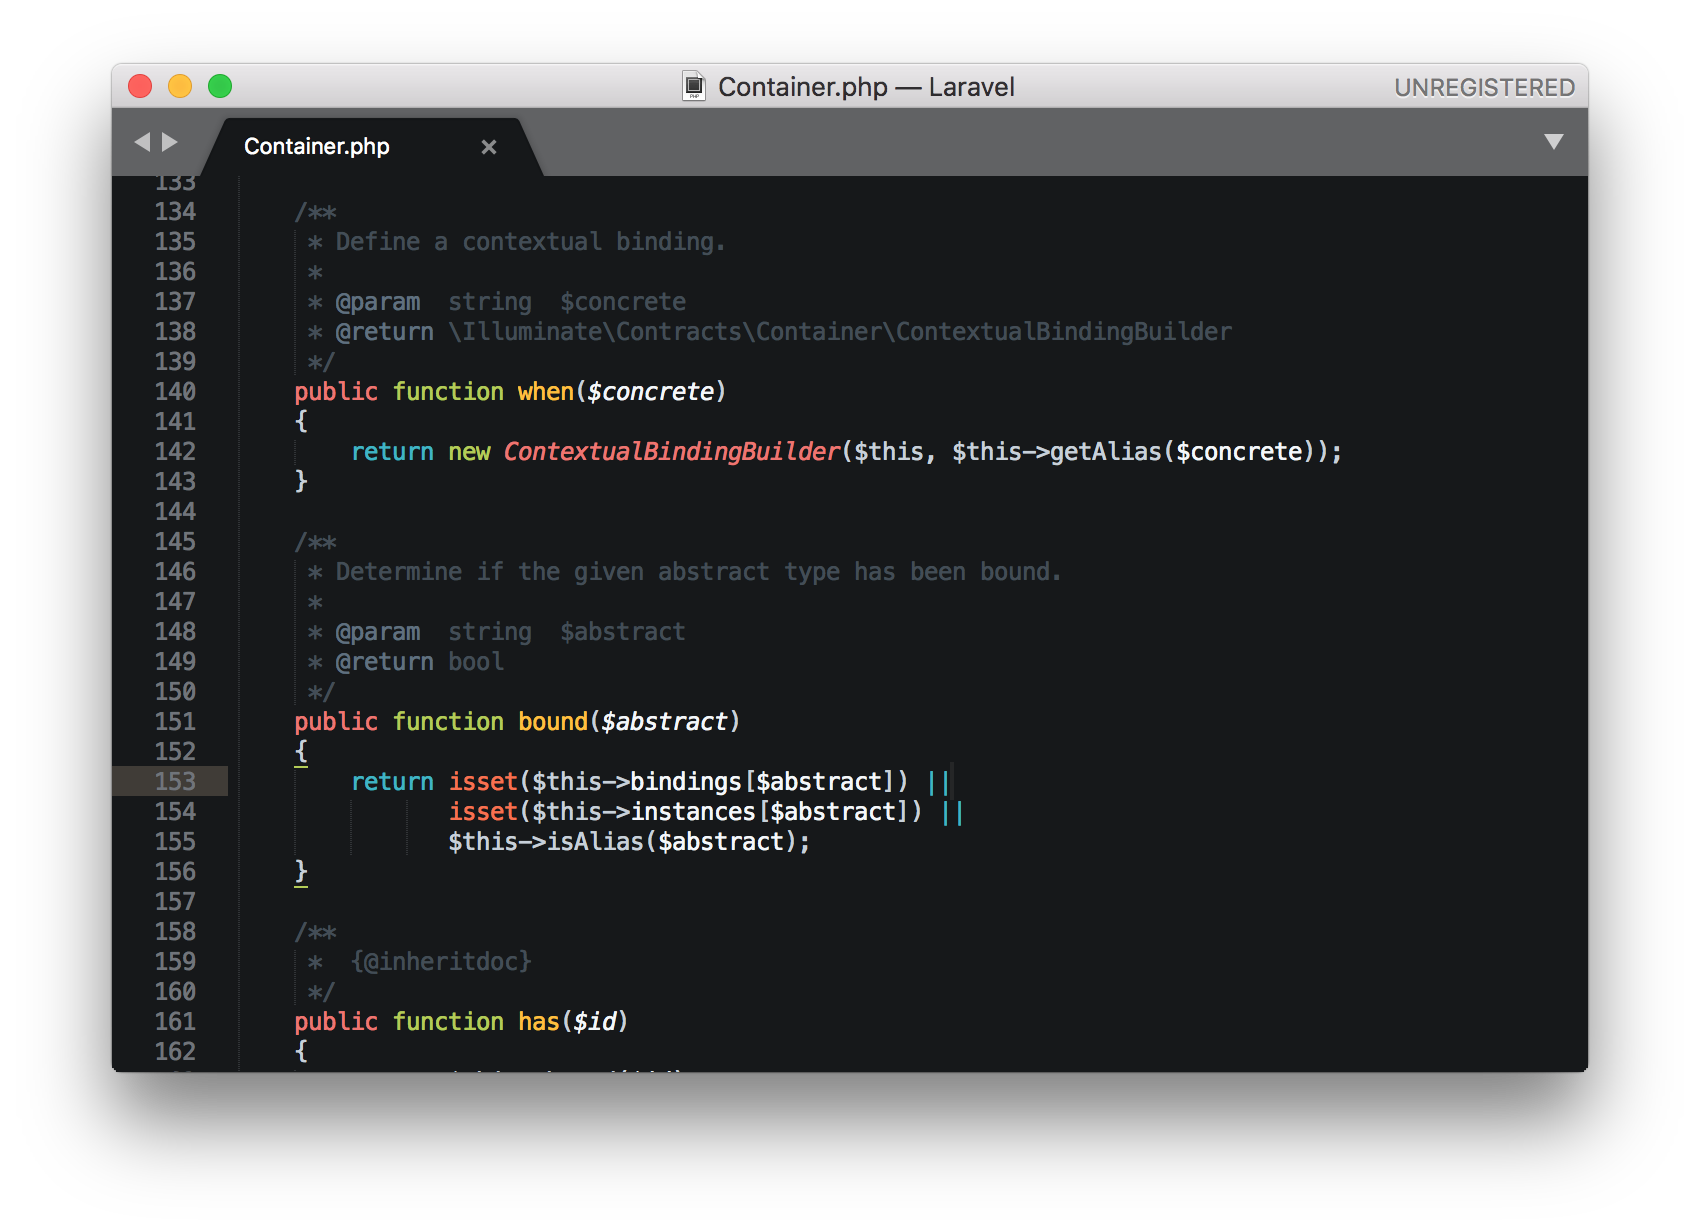 Container.php — Laravel
UNREGISTERED
Container.php
133
134 /**
135 * Define a contextual binding.
136 *
137 * @param string $concrete
138 * @return \Illuminate\Contracts\Container\ContextualBindingBuilder
139 */
140 public function when($concrete)
141 {
142 return new ContextualBindingBuilder($this, $this->getAlias($concrete));
143 }
144
145 /**
146 * Determine if the given abstract type has been bound.
147 *
148 * @param string $abstract
149 * @return bool
150 */
151 public function bound($abstract)
152 {
153 return isset($this->bindings[$abstract]) ||
154 isset($this->instances[$abstract]) ||
155 $this->isAlias($abstract);
156 }
157
158 /**
159 * {@inheritdoc}
160 */
161 public function has($id)
162 {